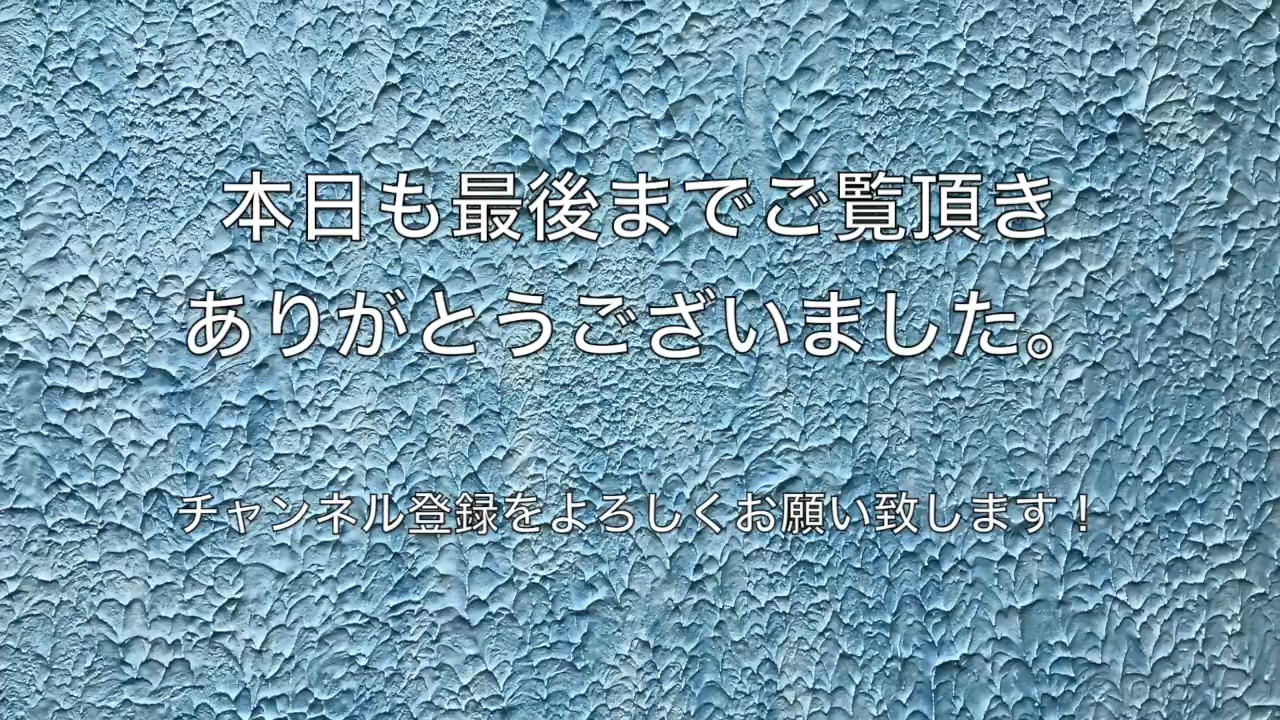 本日も最後までご覧頂き
ありがとうございました。
チャンネル登録をよろしくお願い致します！